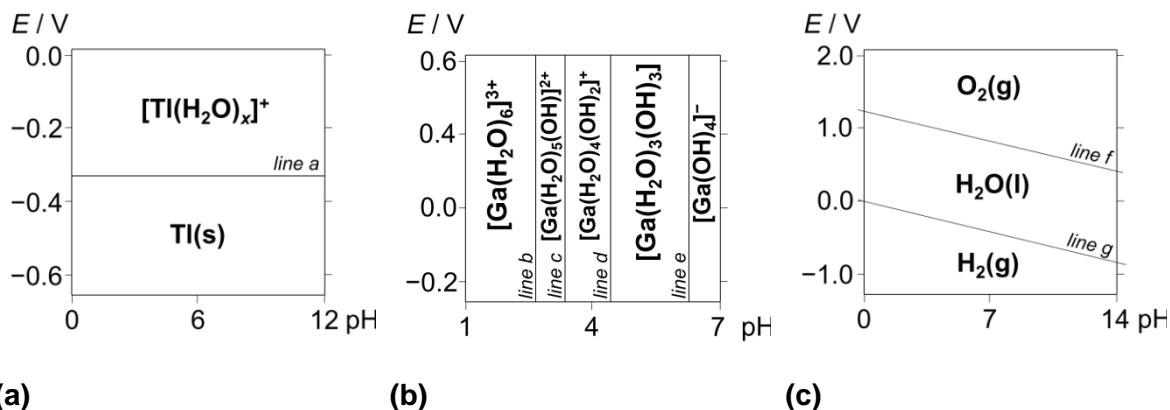 E / V
0.0
−0.2
−0.4
−0.6
[Tl(H₂O)ₓ]⁺
line a
Tl(s)
0
6
12
pH
(a)
E / V
0.6
0.4
0.0
−0.2
[Ga(H₂O)₆]³⁺
line b
[Ga(H₂O)₅(OH)]²⁺
line c
[Ga(H₂O)₄(OH)₂]⁺
line d
[Ga(H₂O)₃(OH)₃]
line e
[Ga(OH)₄]⁻
1
4
7
pH
(b)
E / V
2.0
1.0
0.0
−1.0
O₂(g)
line f
H₂O(l)
line g
H₂(g)
0
7
14
pH
(c)